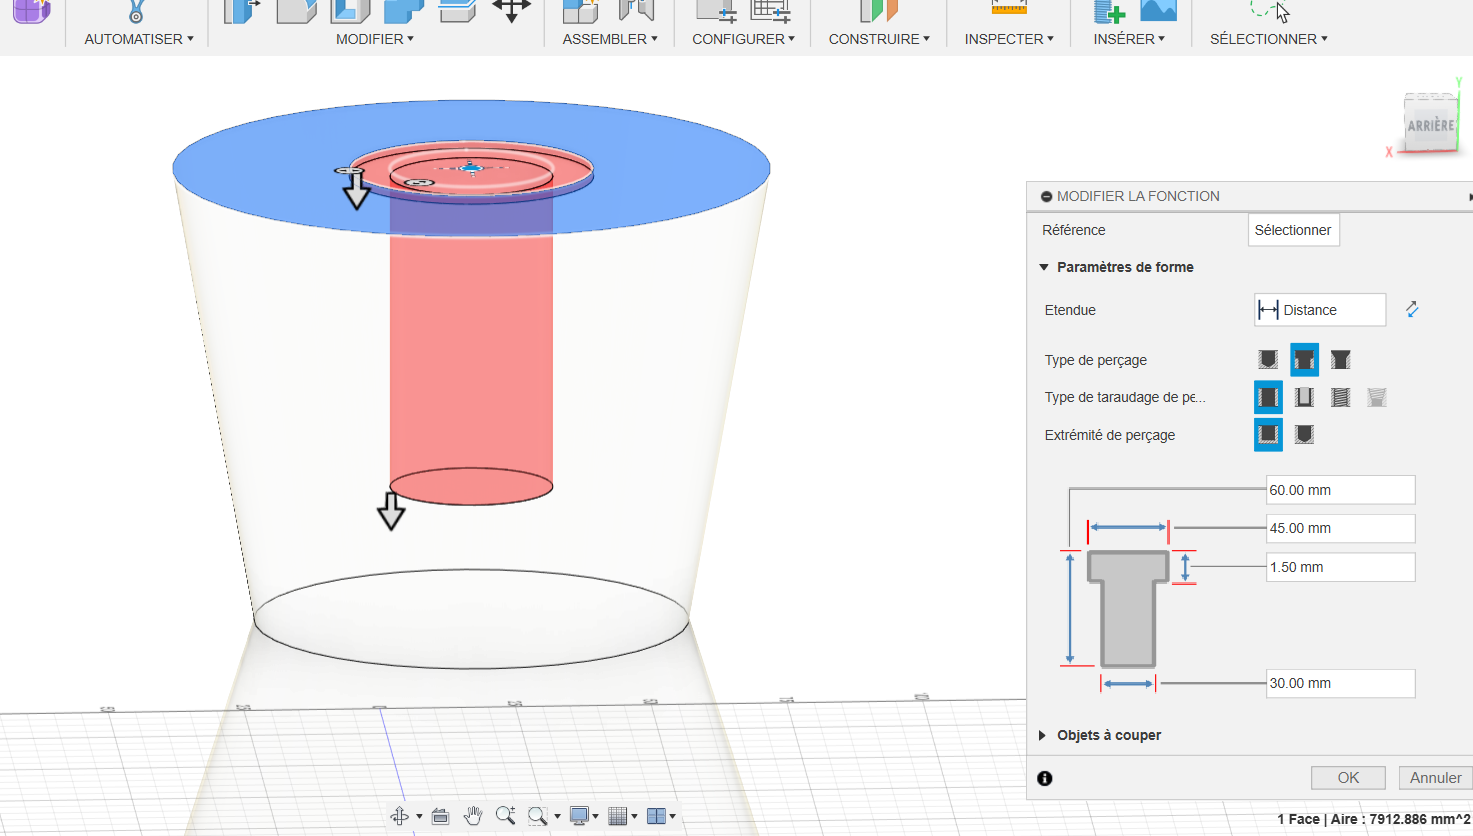 AUTOMATISER
MODIFIER
ASSEMBLER
CONFIGURER
CONSTRUIRE
INSPECTER
INSÉRER
SÉLECTIONNER
Y
ARRIÈRE
X
MODIFIER LA FONCTION
Référence
Sélectionner
Paramètres de forme
Etendue
Distance
Type de perçage
Type de taraudage de pe...
Extrémité de perçage
60.00 mm
45.00 mm
1.50 mm
30.00 mm
Objets à couper
OK
Annuler
1 Face | Aire : 7912.886 mm^2